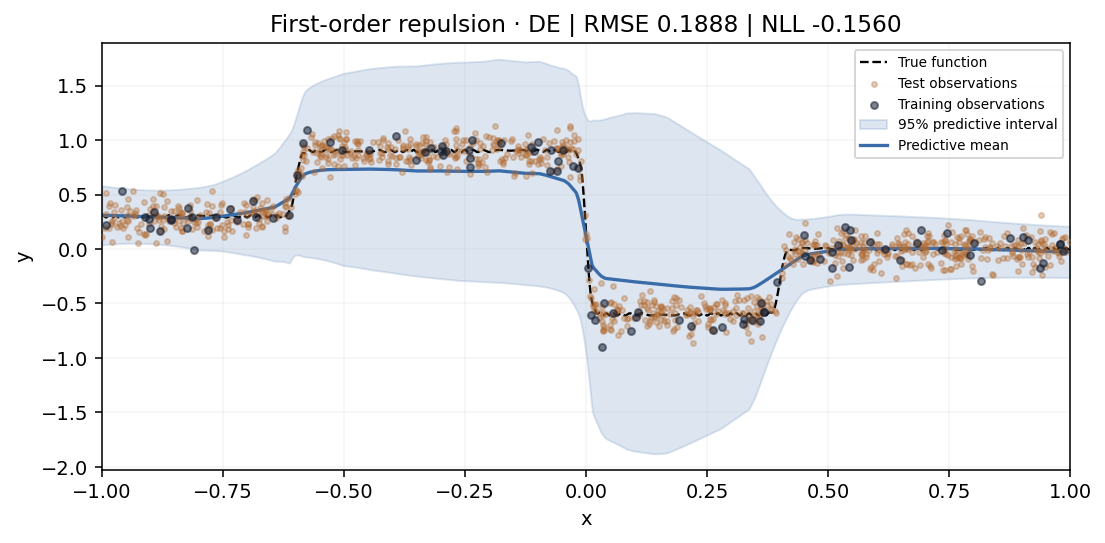 First-order repulsion · DE | RMSE 0.1888 | NLL -0.1560
True function
Test observations
Training observations
95% predictive interval
Predictive mean
y
1.5
1.0
0.5
0.0
−0.5
−1.0
−1.5
−2.0
−1.00 −0.75 −0.50 −0.25 0.00 0.25 0.50 0.75 1.00
x